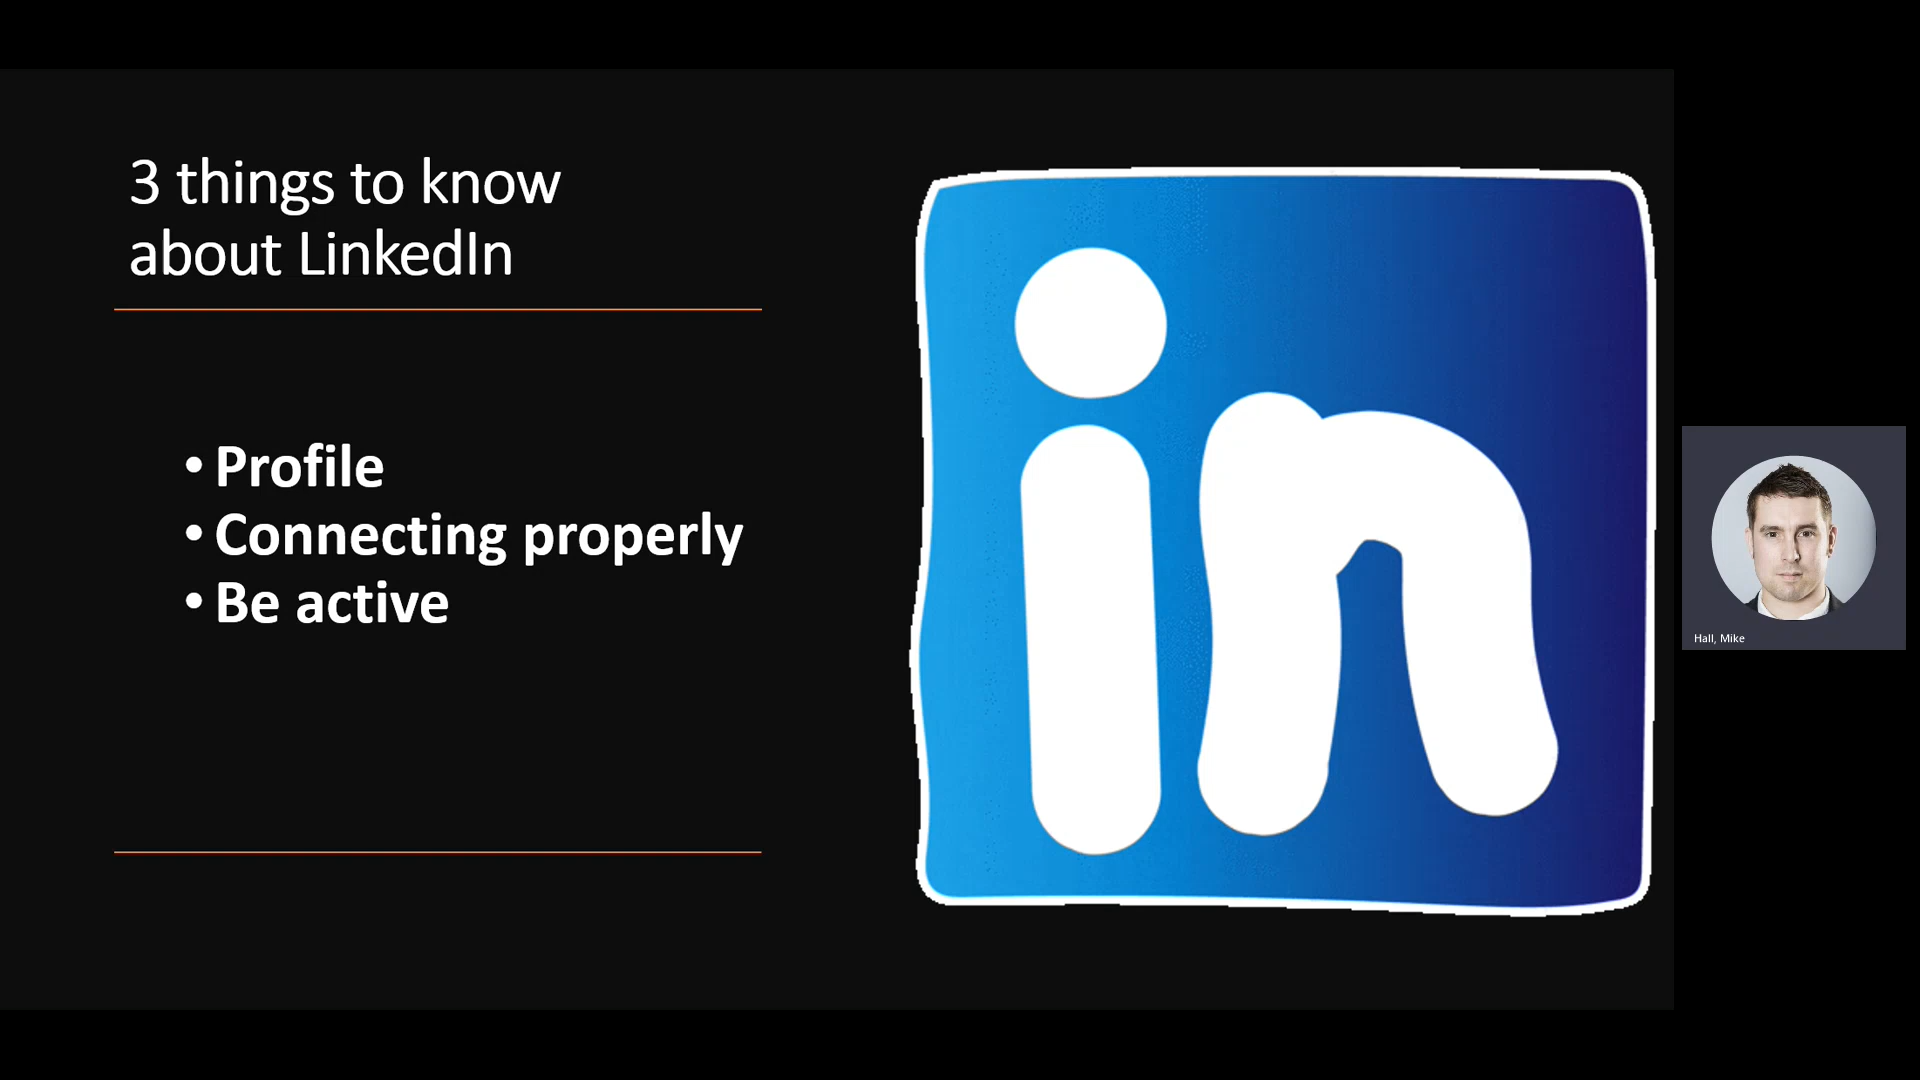 3 things to know
about LinkedIn
• Profile
• Connecting properly
• Be active
in
Hall, Mike